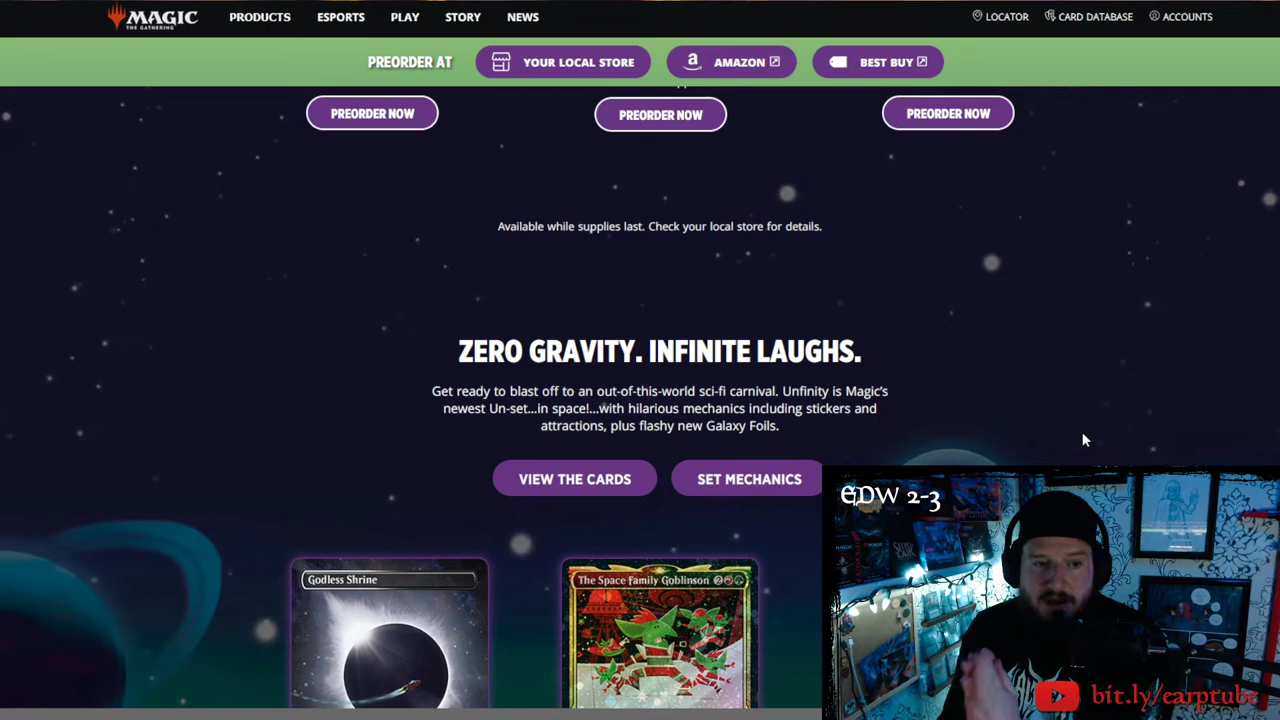 MAGIC
THE GATHERING
PRODUCTS
ESPORTS
PLAY
STORY
NEWS
LOCATOR
CARD DATABASE
ACCOUNTS
PREORDER AT
YOUR LOCAL STORE
AMAZON
BEST BUY
PREORDER NOW
PREORDER NOW
PREORDER NOW
Available while supplies last. Check your local store for details.
ZERO GRAVITY. INFINITE LAUGHS.
Get ready to blast off to an out-of-this-world sci-fi carnival. Unfinity is Magic's
newest Un-set...in space!...with hilarious mechanics including stickers and
attractions, plus flashy new Galaxy Foils.
VIEW THE CARDS
SET MECHANICS
EDW 2-3
Godless Shrine
The Space Family Goblinson 2
bit.ly/earptube